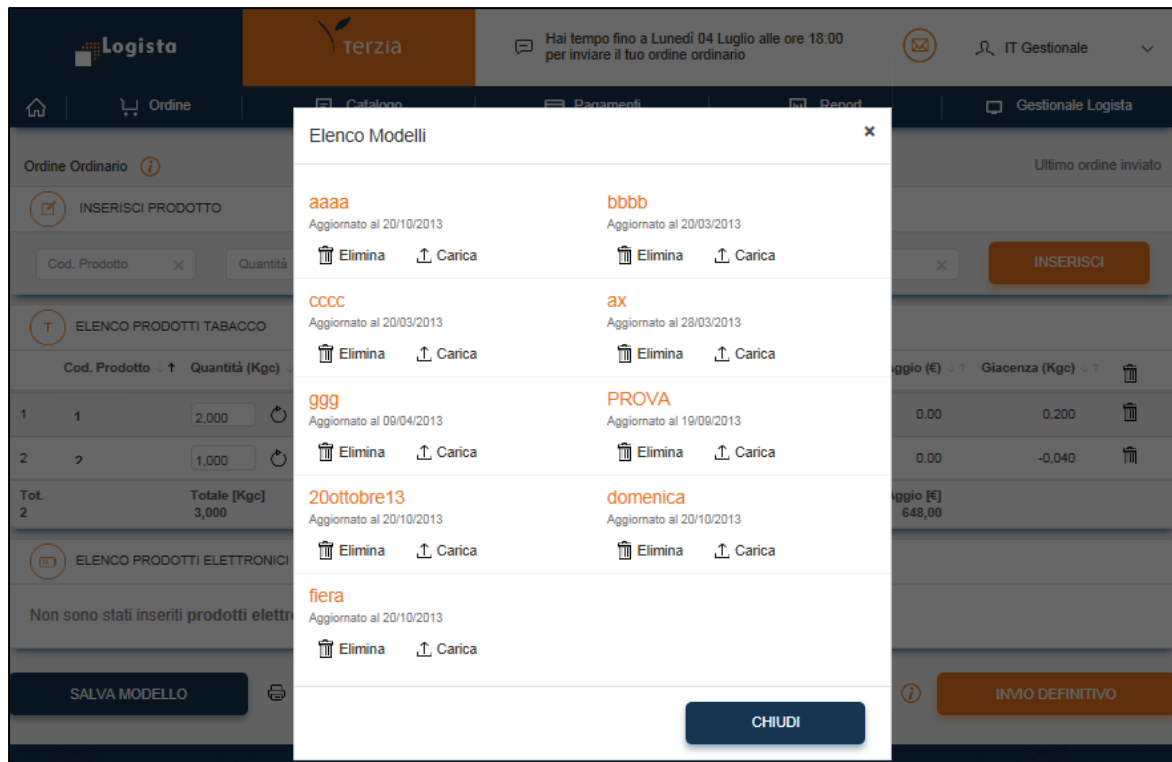 Logista
Terzia
Hai tempo fino a Lunedì 04 Luglio alle ore 18:00
per inviare il tuo ordine ordinario
IT Gestionale
Ordine
Catalogo
Pagamenti
Report
Gestionale Logista
Elenco Modelli
Ordine Ordinario
Ultimo ordine inviato
INSERISCI PRODOTTO
Cod. Prodotto
Quantità
INSERISCI
aaaa
Aggiornato al 20/10/2013
Elimina Carica
bbbb
Aggiornato al 20/03/2013
Elimina Carica
cccc
Aggiornato al 20/03/2013
Elimina Carica
ax
Aggiornato al 28/03/2013
Elimina Carica
ggg
Aggiornato al 09/04/2013
Elimina Carica
PROVA
Aggiornato al 19/09/2013
Elimina Carica
20ottobre13
Aggiornato al 20/10/2013
Elimina Carica
domenica
Aggiornato al 20/10/2013
Elimina Carica
fiera
Aggiornato al 20/10/2013
Elimina Carica
CHIUDI
T ELENCO PRODOTTI TABACCO
Cod. Prodotto Quantità (Kgc) Aggio (€) Giacenza (Kgc)
1 1 2,000 0.00 0,200
2 2 1,000 0.00 -0,040
Tot. Totale [Kgc] Aggio [€]
2 3,000 648,00
ELENCO PRODOTTI ELETTRONICI
Non sono stati inseriti prodotti
SALVA MODELLO
INVIO DEFINITIVO